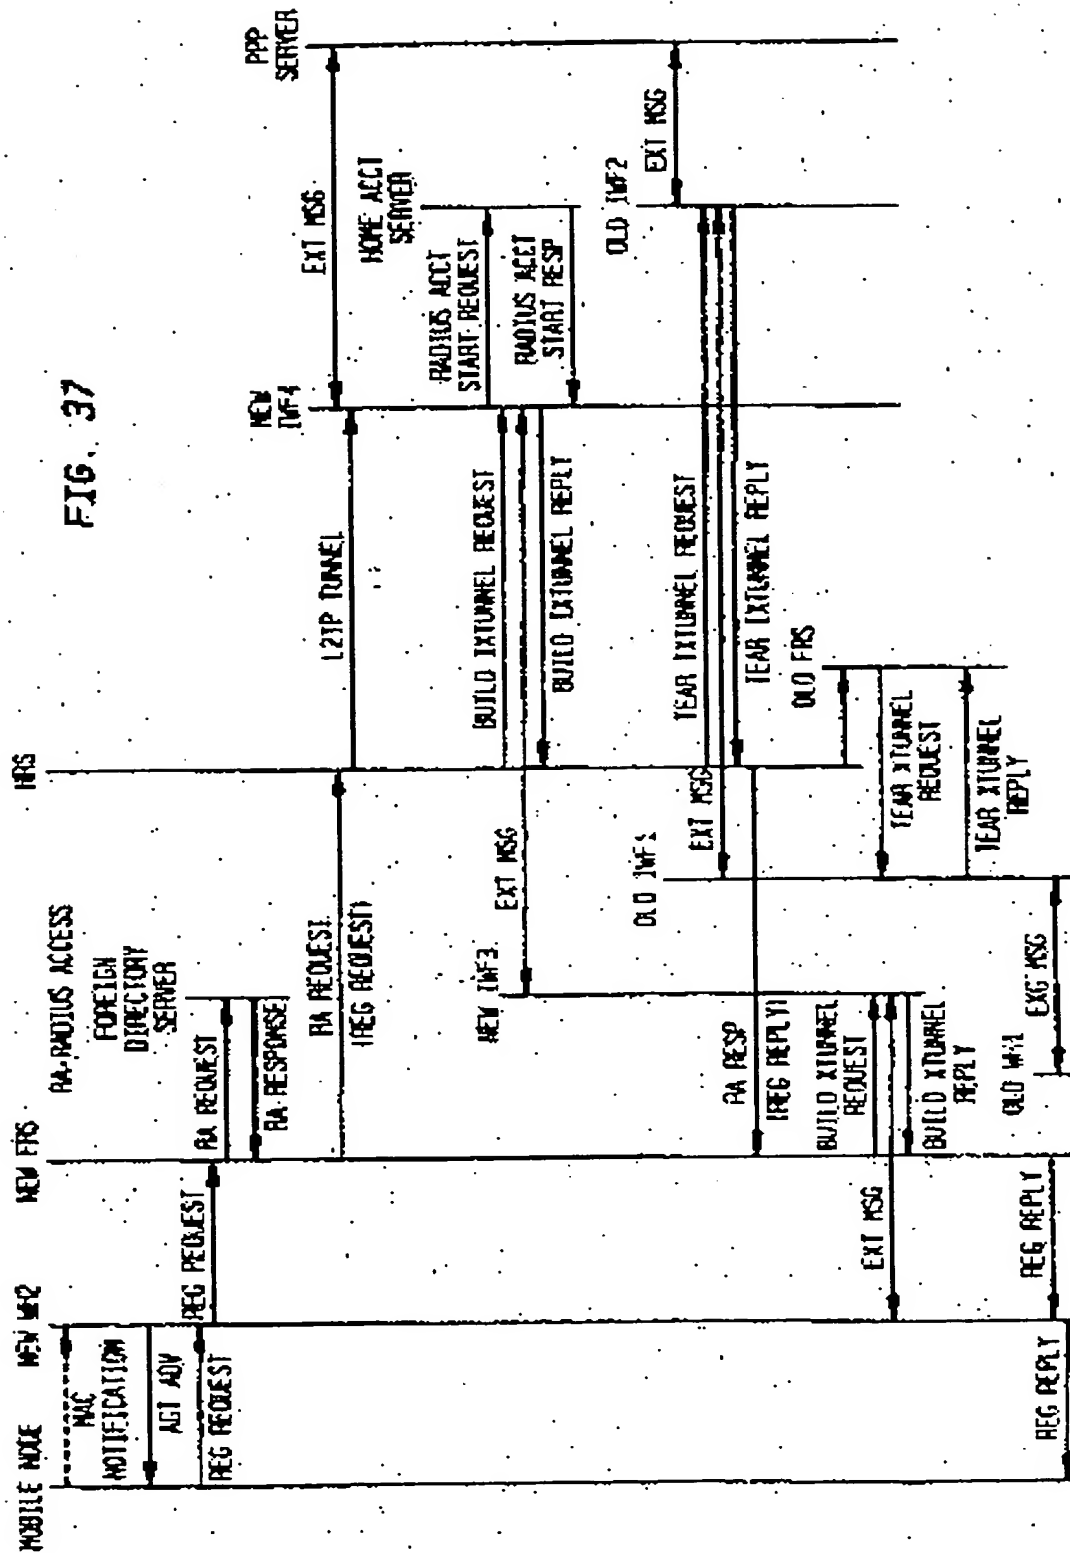 FIG. 37
MOBILE NODE
NEW WH2
NEW FRS
RA-RADIUS ACCESS
HRS
FOREIGN
DIRECTORY
SERVER
MAC
NOTIFICATION
AGT ADV
REG REQUEST
REG REQUEST
RA REQUEST
RA RESPONSE
RA REQUEST
(REG REQUEST)
L2TP TUNNEL
NEW
IWF4
EXT MSG
PPP
SERVER
HOME ACCT
SERVER
RADIUS ACCT
START REQUEST
RADIUS ACCT
START RESP
BUILD IXTUNNEL REQUEST
BUILD IXTUNNEL REPLY
EXT MSG
NEW IWF3
OLD IWF2
EXT MSG
TEAR IXTUNNEL REQUEST
TEAR IXTUNNEL REPLY
EXT MSG
OLD IWF1
OLD FRS
RA RESP
(REG REPLY)
TEAR XTUNNEL
REQUEST
TEAR XTUNNEL
REPLY
BUILD XTUNNEL
REQUEST
BUILD XTUNNEL
REPLY
EXT MSG
OLD WH1
EXG MSG
REG REPLY
REG REPLY